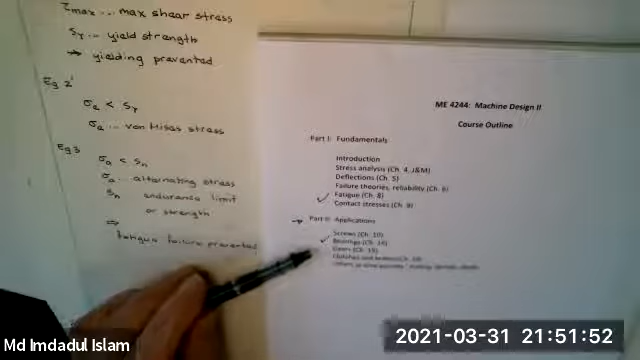 τmax ... max shear stress
Sy ... yield strength
→ yielding prevented
Eg 2'
σe < Sy
σe ... von Misas stress
Eg 3
σa < Sn
σa ... alternating stress
Sn endurance limit
or strength
⇒
Fatigue failure prevented
ME 4244: Machine Design II
Course Outline
Part I: Fundamentals
Introduction
Stress analysis (Ch. 4, J&M)
Deflections (Ch. 5)
Failure theories, reliability (Ch. 6)
Fatigue (Ch. 8)
Contact stresses (Ch. 9)
→ Part II: Applications
Screws (Ch. 10)
Bearings (Ch. 14)
Gears (Ch. 15)
Clutches and brakes
Md Imdadul Islam
2021-03-31 21:51:52